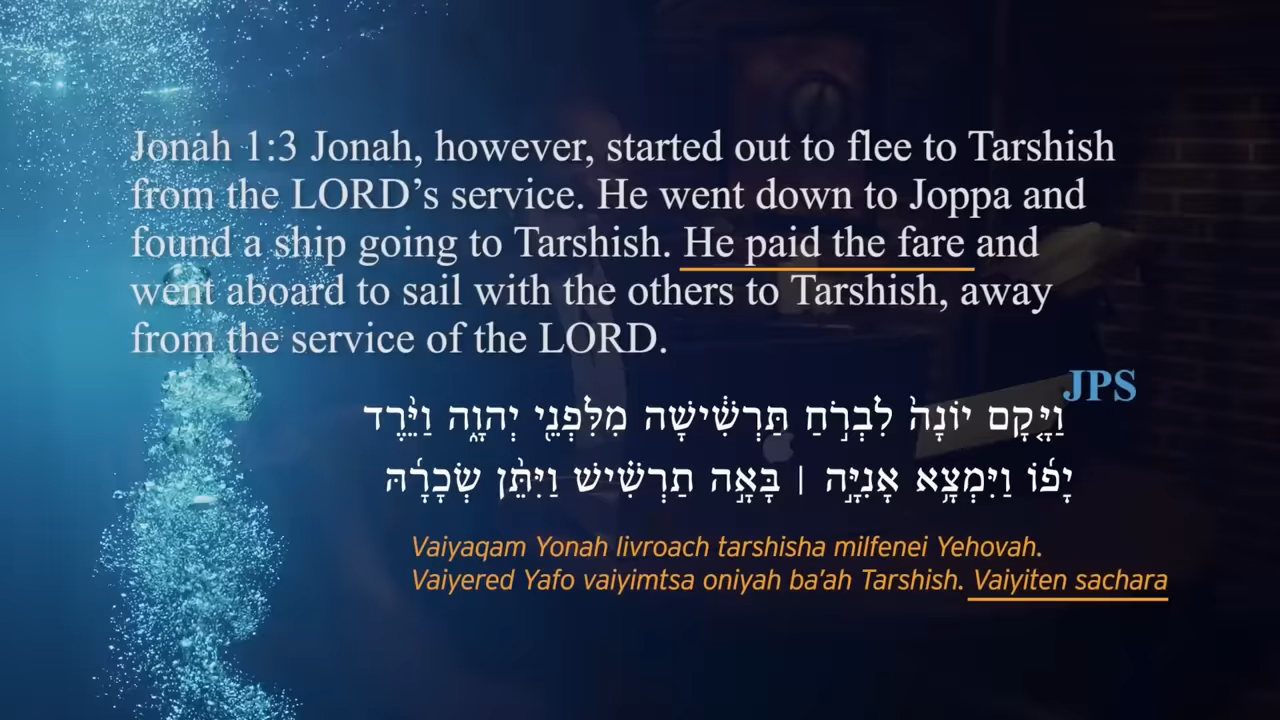 Jonah 1:3 Jonah, however, started out to flee to Tarshish
from the LORD’s service. He went down to Joppa and
found a ship going to Tarshish. He paid the fare and
went aboard to sail with the others to Tarshish, away
from the service of the LORD.
JPS
וַיָּ֤קָם יוֹנָה֙ לִבְרֹ֣חַ תַּרְשִׁ֔ישָׁה מִלִּפְנֵ֖י יְהוָ֑ה וַיֵּ֨רֶד
יָפ֜וֹ וַיִּמְצָ֥א אָנִיָּ֣ה ׀ בָּאָ֣ה תַרְשִׁ֗ישׁ וַיִּתֵּ֨ן שְׂכָרָ֜הּ
Vaiyaqam Yonah livroach tarshisha milfenei Yehovah.
Vaiyered Yafo vaiyimtsa oniyah ba’ah Tarshish. Vaiyiten sachara